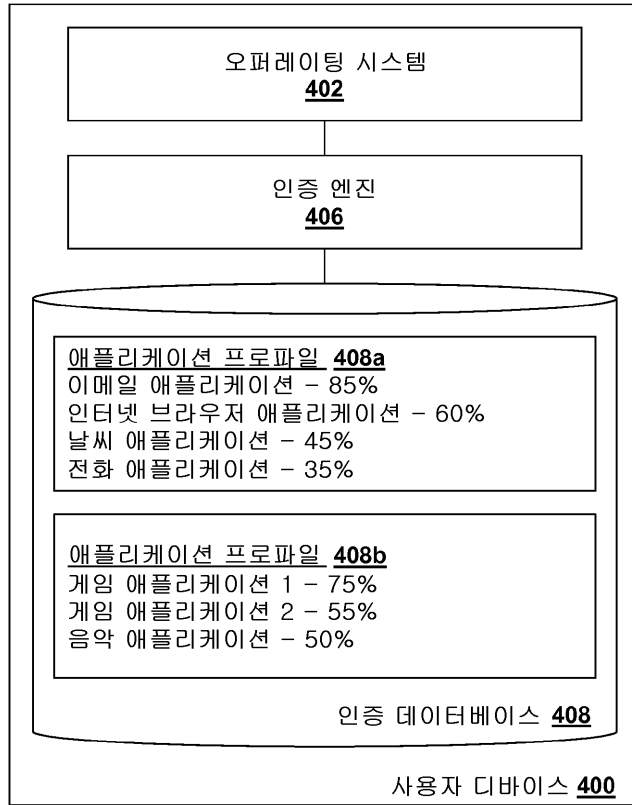 오퍼레이팅 시스템
402
인증 엔진
406
애플리케이션 프로파일 408a
이메일 애플리케이션 – 85%
인터넷 브라우저 애플리케이션 – 60%
날씨 애플리케이션 – 45%
전화 애플리케이션 – 35%
애플리케이션 프로파일 408b
게임 애플리케이션 1 – 75%
게임 애플리케이션 2 – 55%
음악 애플리케이션 – 50%
인증 데이터베이스 408
사용자 디바이스 400